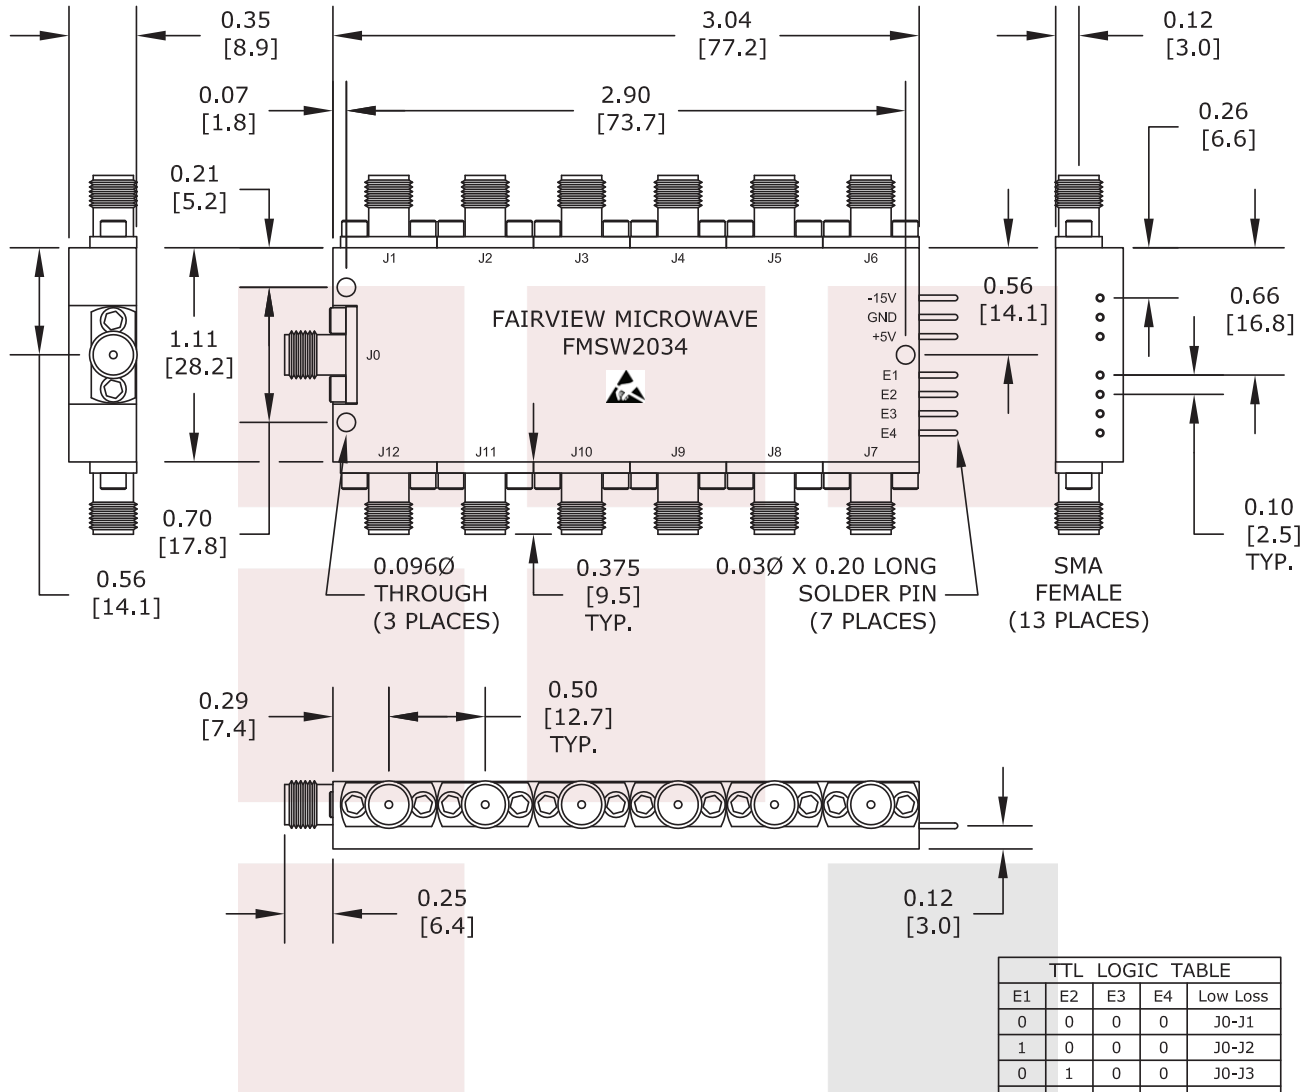 0.35
[8.9]
3.04
[77.2]
0.12
[3.0]
0.07
[1.8]
2.90
[73.7]
0.26
[6.6]
0.21
[5.2]
J1 J2 J3 J4 J5 J6
-15V
GND
+5V
0.56
[14.1]
0.66
[16.8]
FAIRVIEW MICROWAVE
FMSW2034
1.11
[28.2]
J0
E1
E2
E3
E4
J12 J11 J10 J9 J8 J7
0.70
[17.8]
0.10
[2.5]
TYP.
0.56
[14.1]
0.096Ø
THROUGH
(3 PLACES)
0.375
[9.5]
TYP.
0.03Ø X 0.20 LONG
SOLDER PIN
(7 PLACES)
SMA
FEMALE
(13 PLACES)
0.29
[7.4]
0.50
[12.7]
TYP.
0.25
[6.4]
0.12
[3.0]
TTL LOGIC TABLE
E1 E2 E3 E4 Low Loss
0 0 0 0 J0-J1
1 0 0 0 J0-J2
0 1 0 0 J0-J3